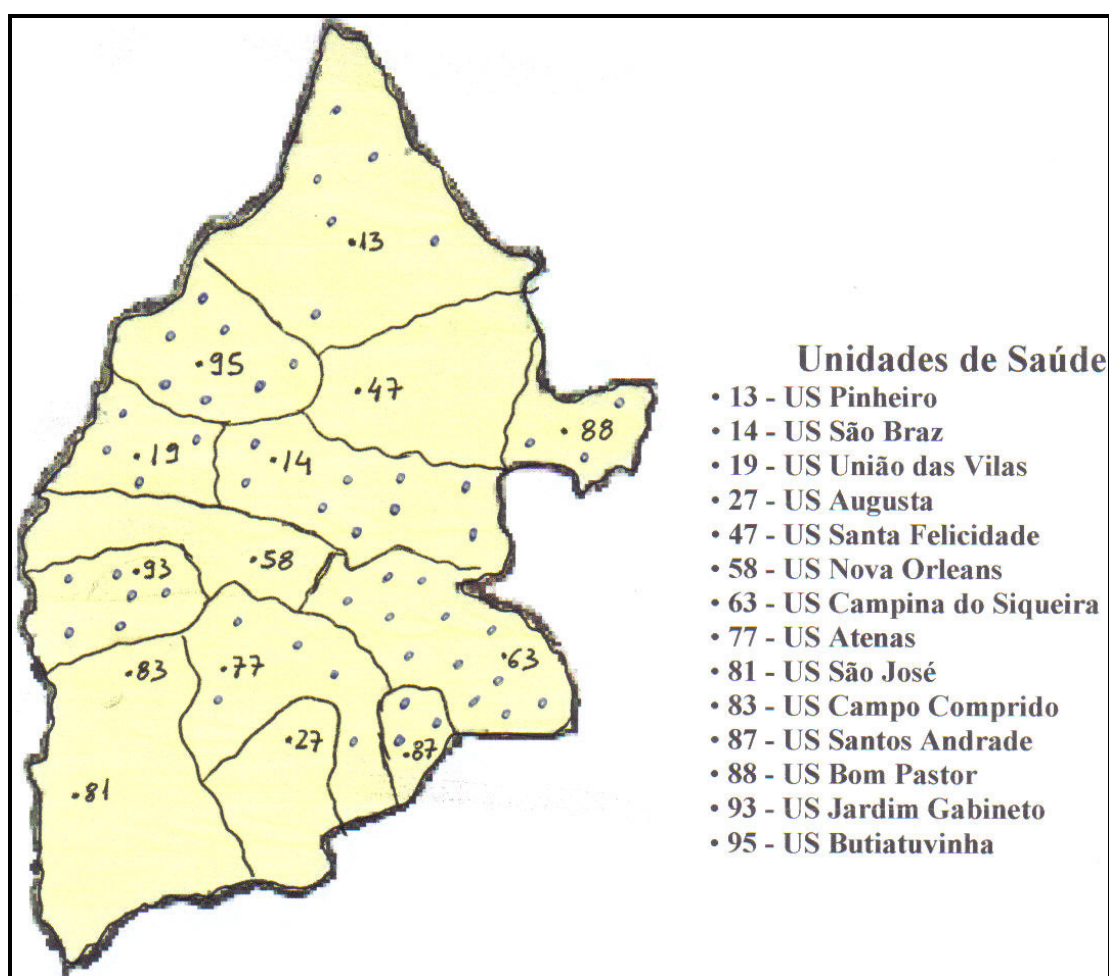 •13
•95
•47
•88
•19
•14
•58
•93
•83
•77
•63
•27
•87
•81
Unidades de Saúde
• 13 - US Pinheiro
• 14 - US São Braz
• 19 - US União das Vilas
• 27 - US Augusta
• 47 - US Santa Felicidade
• 58 - US Nova Orleans
• 63 - US Campina do Siqueira
• 77 - US Atenas
• 81 - US São José
• 83 - US Campo Comprido
• 87 - US Santos Andrade
• 88 - US Bom Pastor
• 93 - US Jardim Gabineto
• 95 - US Butiatuvinha